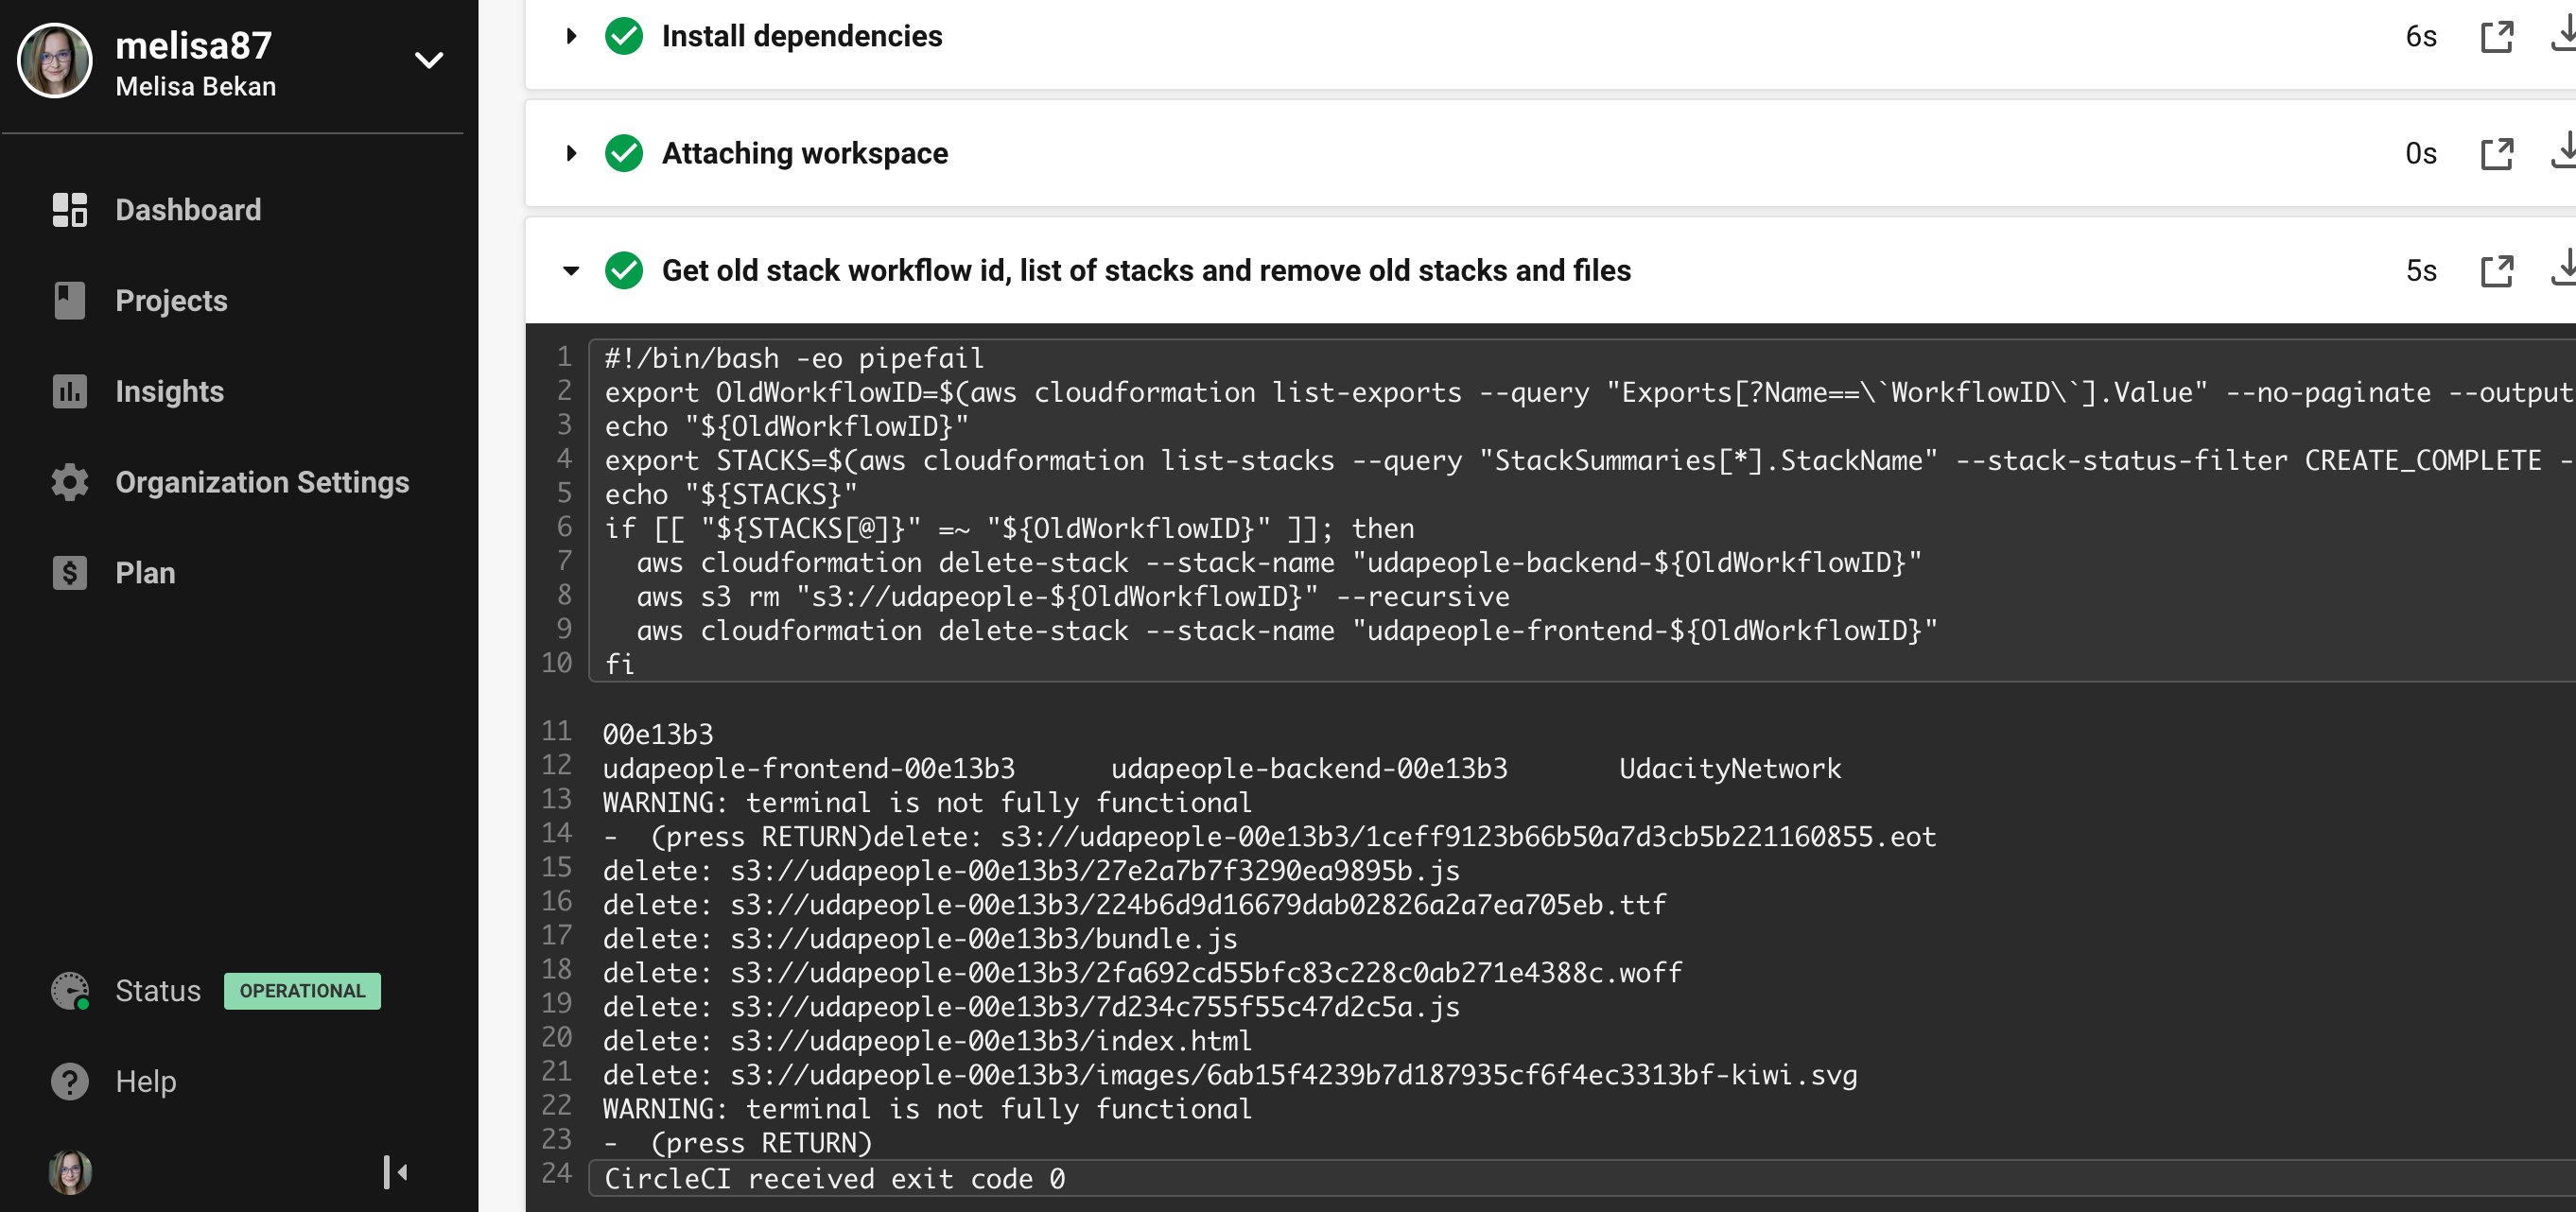 melisa87
Melisa Bekan
Dashboard
Projects
Insights
Organization Settings
Plan
Status OPERATIONAL
Help
Install dependencies 6s
Attaching workspace 0s
Get old stack workflow id, list of stacks and remove old stacks and files 5s
1 #!/bin/bash -eo pipefail
2 export OldWorkflowID=$(aws cloudformation list-exports --query "Exports[?Name==\`WorkflowID\`].Value" --no-paginate --output
3 echo "${OldWorkflowID}"
4 export STACKS=$(aws cloudformation list-stacks --query "StackSummaries[*].StackName" --stack-status-filter CREATE_COMPLETE -
5 echo "${STACKS}"
6 if [[ "${STACKS[@]}" =~ "${OldWorkflowID}" ]]; then
7 aws cloudformation delete-stack --stack-name "udapeople-backend-${OldWorkflowID}"
8 aws s3 rm "s3://udapeople-${OldWorkflowID}" --recursive
9 aws cloudformation delete-stack --stack-name "udapeople-frontend-${OldWorkflowID}"
10 fi
11 00e13b3
12 udapeople-frontend-00e13b3 udapeople-backend-00e13b3 UdacityNetwork
13 WARNING: terminal is not fully functional
14 - (press RETURN)delete: s3://udapeople-00e13b3/1ceff9123b66b50a7d3cb5b221160855.eot
15 delete: s3://udapeople-00e13b3/27e2a7b7f3290ea9895b.js
16 delete: s3://udapeople-00e13b3/224b6d9d16679dab02826a2a7ea705eb.ttf
17 delete: s3://udapeople-00e13b3/bundle.js
18 delete: s3://udapeople-00e13b3/2fa692cd55bfc83c228c0ab271e4388c.woff
19 delete: s3://udapeople-00e13b3/7d234c755f55c47d2c5a.js
20 delete: s3://udapeople-00e13b3/index.html
21 delete: s3://udapeople-00e13b3/images/6ab15f4239b7d187935cf6f4ec3313bf-kiwi.svg
22 WARNING: terminal is not fully functional
23 - (press RETURN)
24 CircleCI received exit code 0